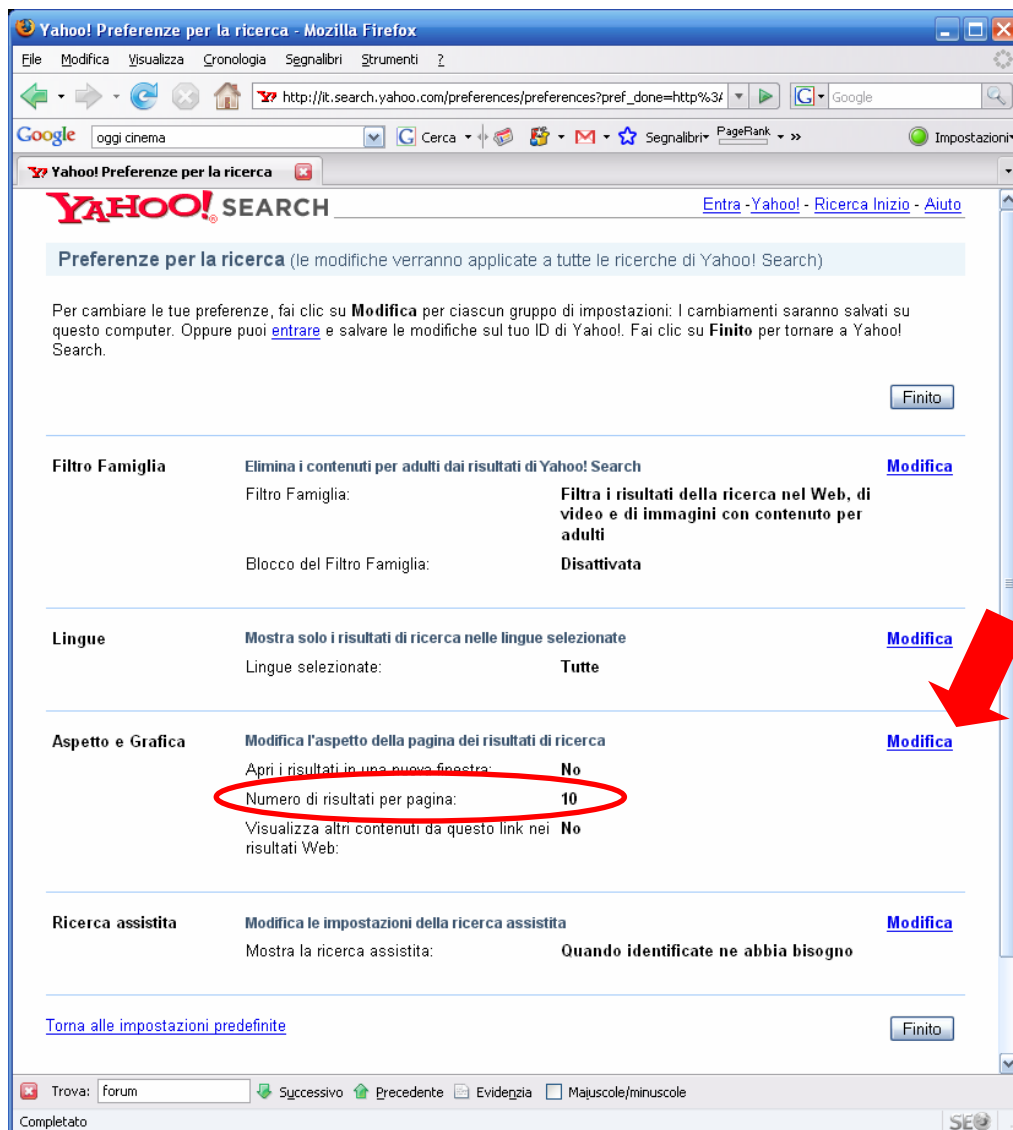 Yahoo! Preferenze per la ricerca - Mozilla Firefox
File Modifica Visualizza Cronologia Segnalibri Strumenti ?
http://it.search.yahoo.com/preferences/preferences?pref_done=http%3/ G Google
Google oggi cinema G Cerca Segnalibri PageRank » Impostazioni
Y? Yahoo! Preferenze per la ricerca
YAHOO! SEARCH Entra - Yahoo! - Ricerca Inizio - Aiuto
Preferenze per la ricerca (le modifiche verranno applicate a tutte le ricerche di Yahoo! Search)
Per cambiare le tue preferenze, fai clic su Modifica per ciascun gruppo di impostazioni: I cambiamenti saranno salvati su
questo computer. Oppure puoi entrare e salvare le modifiche sul tuo ID di Yahoo!. Fai clic su Finito per tornare a Yahoo!
Search.
Finito
Filtro Famiglia Elimina i contenuti per adulti dai risultati di Yahoo! Search Modifica
Filtro Famiglia: Filtra i risultati della ricerca nel Web, di
video e di immagini con contenuto per
adulti
Blocco del Filtro Famiglia: Disattivata
Lingue Mostra solo i risultati di ricerca nelle lingue selezionate Modifica
Lingue selezionate: Tutte
Aspetto e Grafica Modifica l'aspetto della pagina dei risultati di ricerca Modifica
Apri i risultati in una nuova finestra: No
Numero di risultati per pagina: 10
Visualizza altri contenuti da questo link nei No
risultati Web:
Ricerca assistita Modifica le impostazioni della ricerca assistita Modifica
Mostra la ricerca assistita: Quando identificate ne abbia bisogno
Torna alle impostazioni predefinite Finito
Trova: forum Successivo Precedente Evidenzia Maiuscole/minuscole
Completato SEO